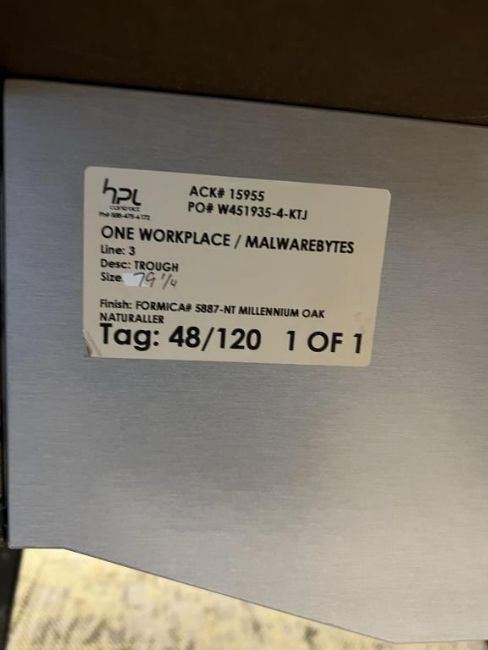 hpl
contract
ACK# 15955
PO# W451935-4-KTJ
ONE WORKPLACE / MALWAREBYTES
Line: 3
Desc: TROUGH
Size: 79 1/4
Finish: FORMICA# 5887-NT MILLENNIUM OAK
NATURALLER
Tag: 48/120 1 OF 1